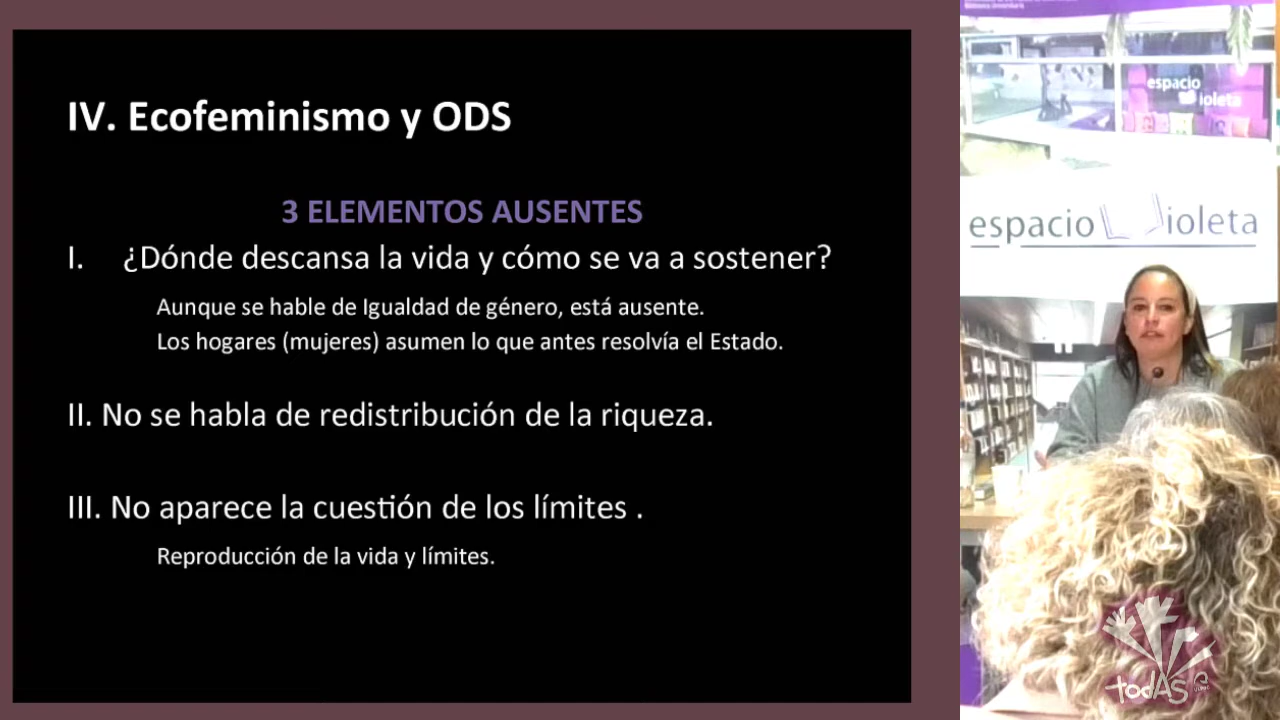 IV. Ecofeminismo y ODS
3 ELEMENTOS AUSENTES
I. ¿Dónde descansa la vida y cómo se va a sostener?
Aunque se hable de Igualdad de género, está ausente.
Los hogares (mujeres) asumen lo que antes resolvía el Estado.
II. No se habla de redistribución de la riqueza.
III. No aparece la cuestión de los límites .
Reproducción de la vida y límites.
espacio
ioleta
espacio ioleta
todAS